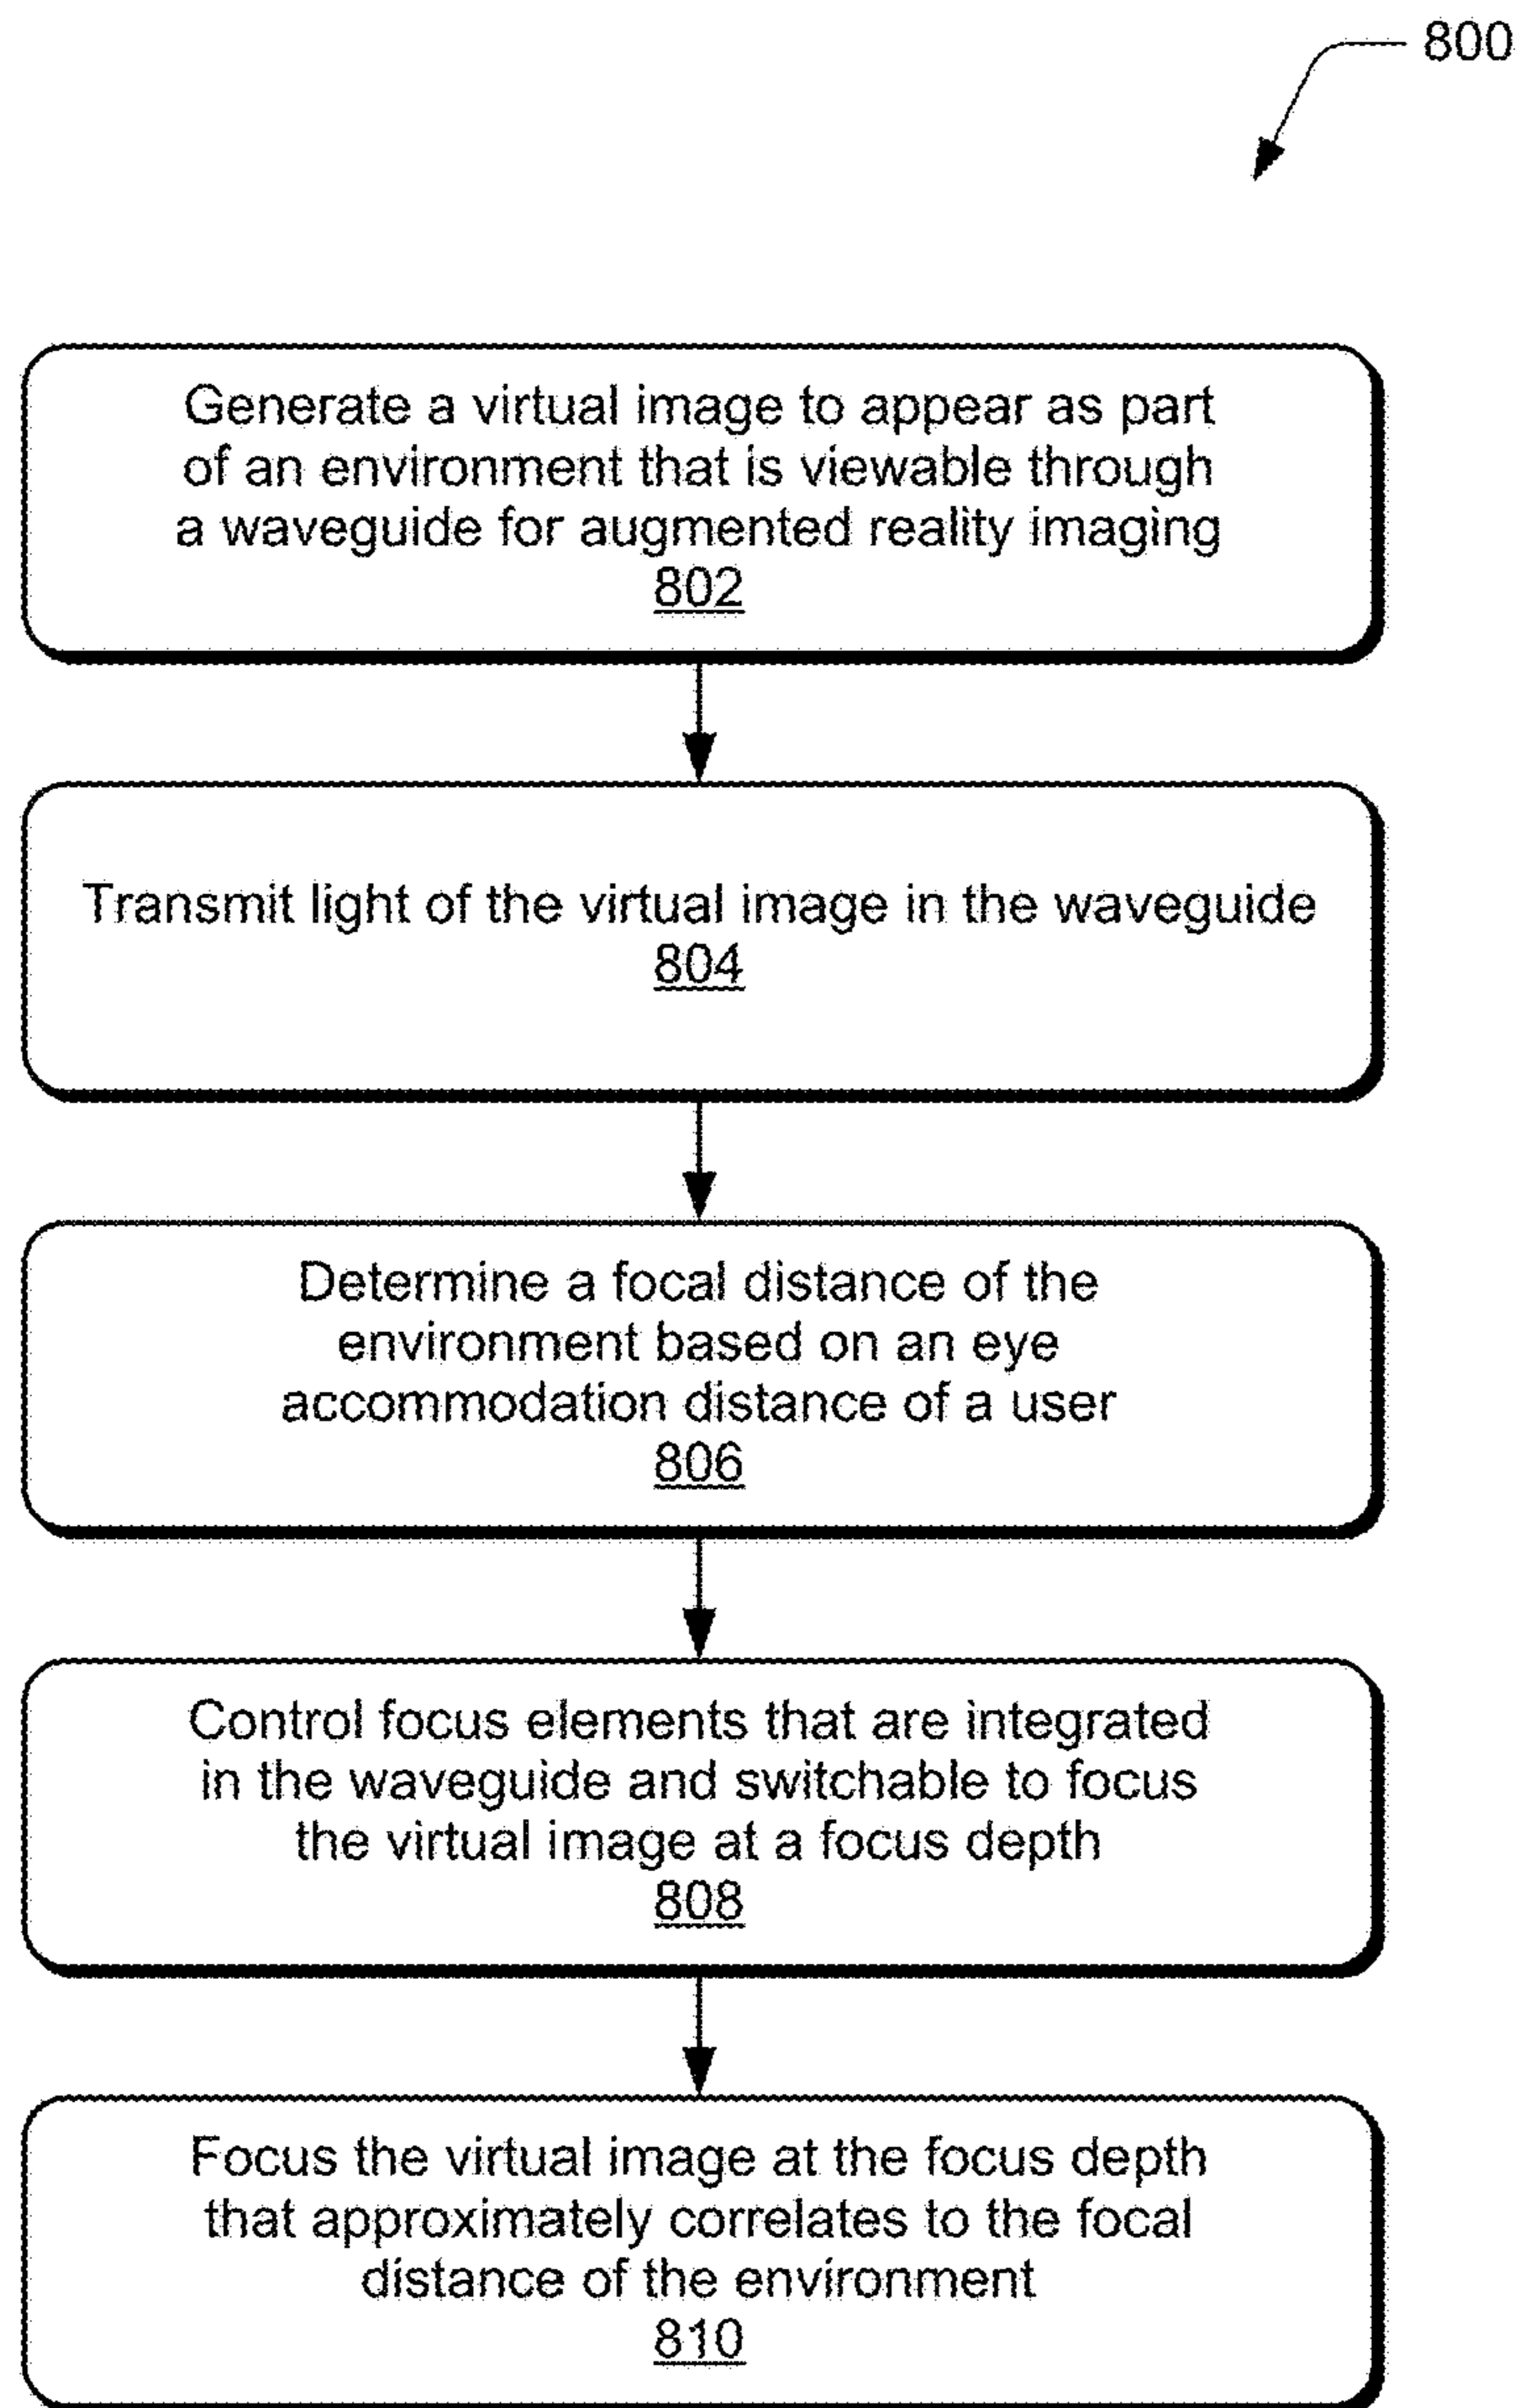 800
Generate a virtual image to appear as part
of an environment that is viewable through
a waveguide for augmented reality imaging
802
Transmit light of the virtual image in the waveguide
804
Determine a focal distance of the
environment based on an eye
accommodation distance of a user
806
Control focus elements that are integrated
in the waveguide and switchable to focus
the virtual image at a focus depth
808
Focus the virtual image at the focus depth
that approximately correlates to the focal
distance of the environment
810